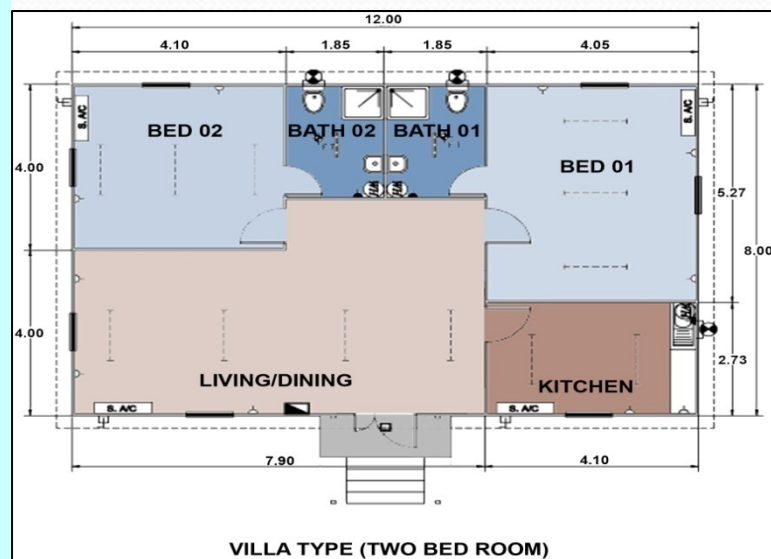 12.00
4.10 1.85 1.85 4.05
S. A/C
S. A/C
BED 02
BATH 02
BATH 01
BED 01
4.00
5.27
8.00
4.00
2.73
LIVING/DINING
KITCHEN
S. A/C
S. A/C
7.90
4.10
VILLA TYPE (TWO BED ROOM)